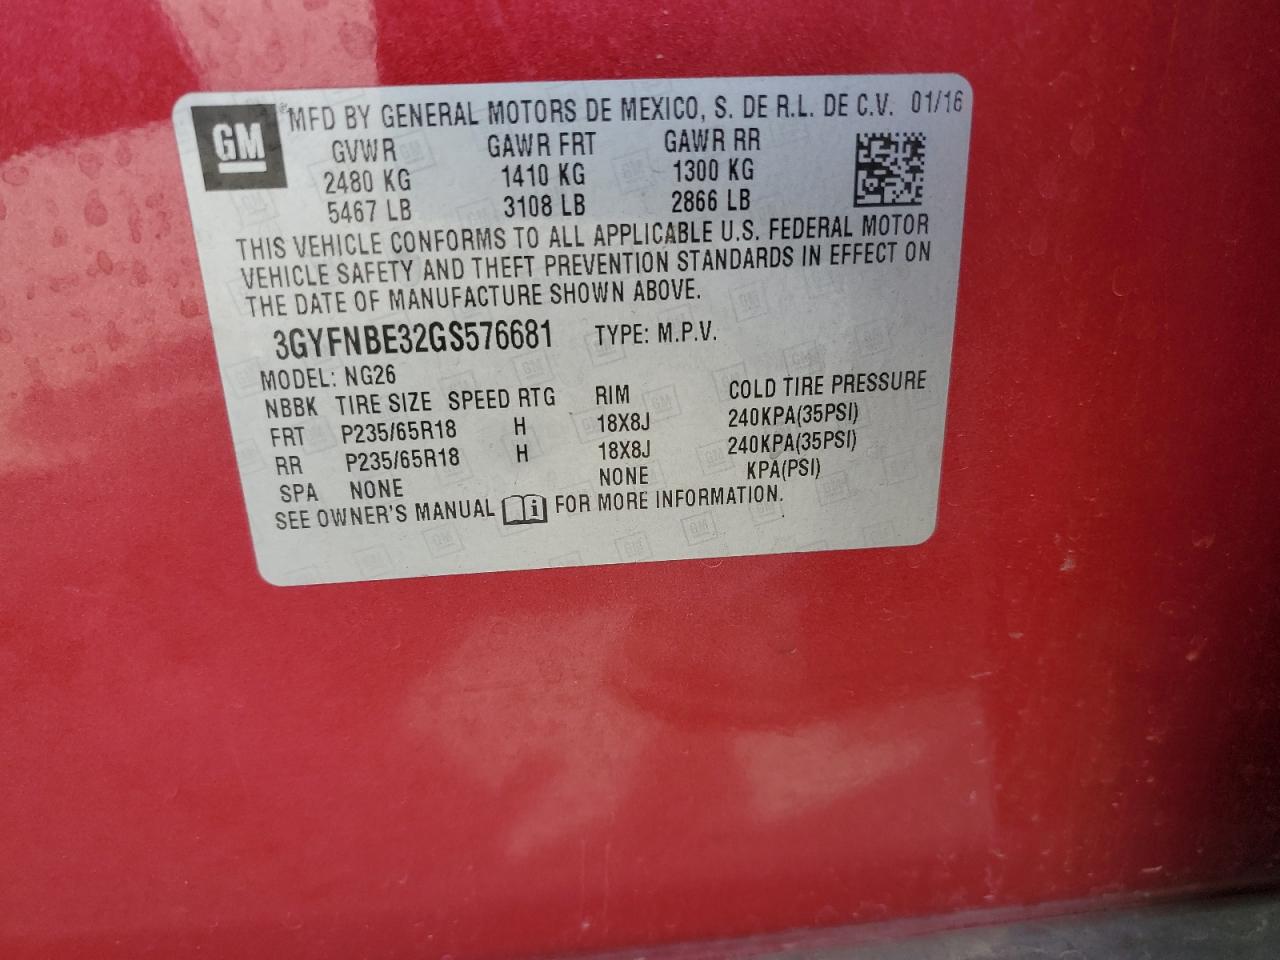 GM ® MFD BY GENERAL MOTORS DE MEXICO, S. DE R.L. DE C.V. 01/16
GVWR GAWR FRT GAWR RR
2480 KG 1410 KG 1300 KG
5467 LB 3108 LB 2866 LB
THIS VEHICLE CONFORMS TO ALL APPLICABLE U.S. FEDERAL MOTOR
VEHICLE SAFETY AND THEFT PREVENTION STANDARDS IN EFFECT ON
THE DATE OF MANUFACTURE SHOWN ABOVE.
3GYFNBE32GS576681 TYPE: M.P.V.
MODEL: NG26
NBBK TIRE SIZE SPEED RTG RIM COLD TIRE PRESSURE
FRT P235/65R18 H 18X8J 240KPA(35PSI)
RR P235/65R18 H 18X8J 240KPA(35PSI)
SPA NONE NONE KPA(PSI)
SEE OWNER'S MANUAL i FOR MORE INFORMATION.